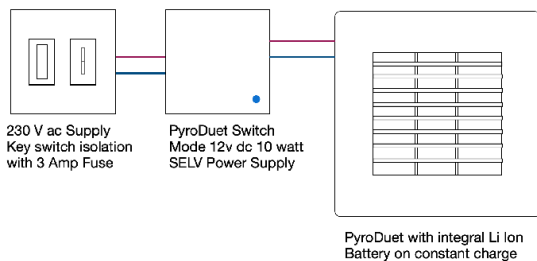 230 V ac Supply
Key switch isolation
with 3 Amp Fuse
PyroDuet Switch
Mode 12v dc 10 watt
SELV Power Supply
PyroDuet with integral Li Ion
Battery on constant charge